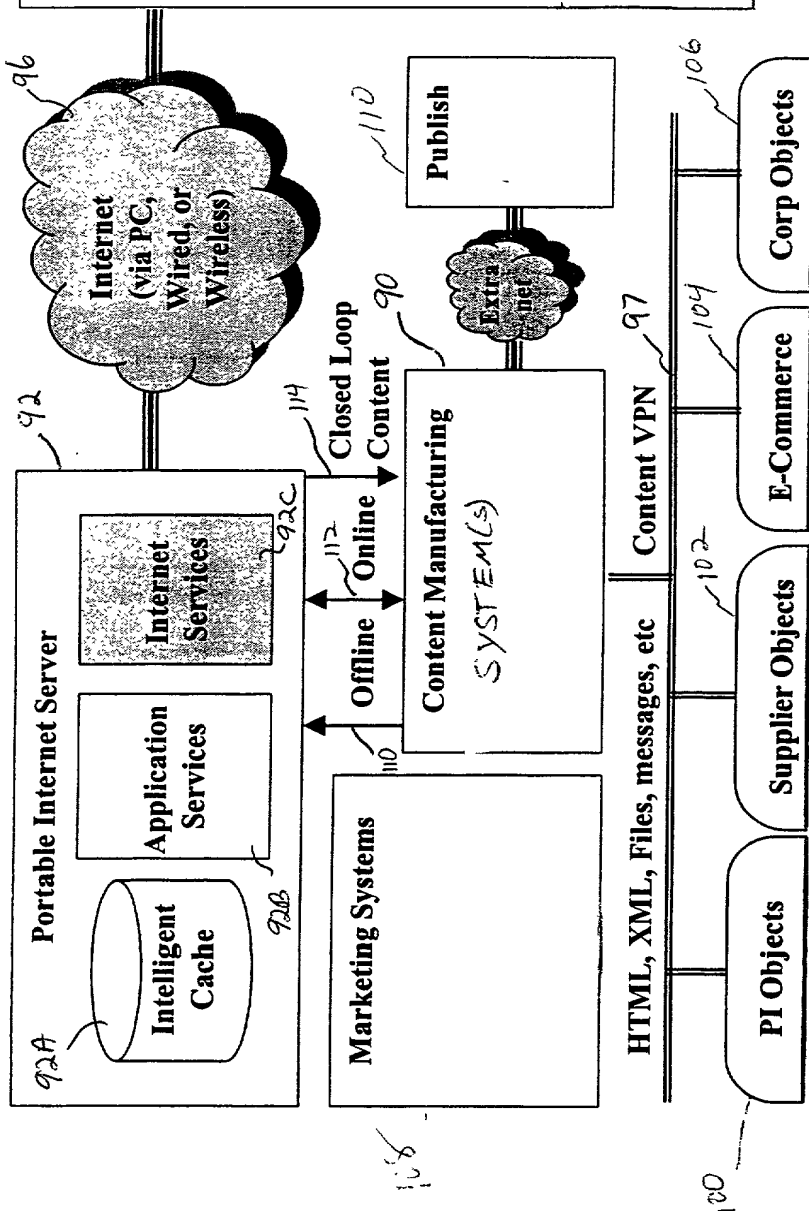 92
96
Portable Internet Server
92A
Intelligent
Cache
Application
Services
92B
Internet
Services
92C
Internet
(via PC,
Wired, or
Wireless)
110
Offline
112
Online
114
Closed Loop
Content
Marketing Systems
108
90
Content Manufacturing
SYSTEM(S)
Extra
net
110
Publish
HTML, XML, Files, messages, etc
Content VPN
97
PI Objects
100
Supplier Objects
102
E-Commerce
104
Corp Objects
106